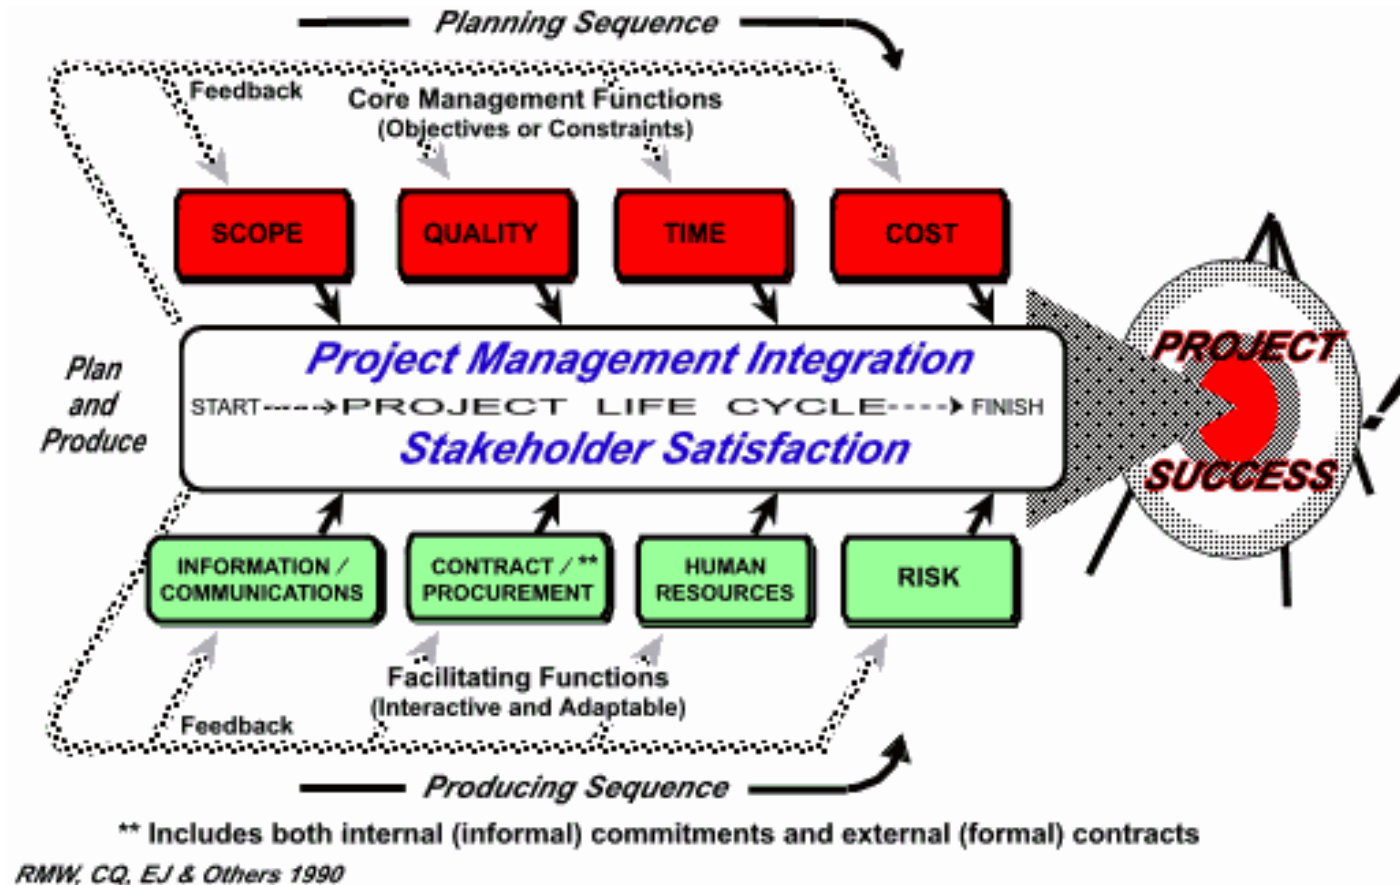 Planning Sequence
Feedback
Core Management Functions
(Objectives or Constraints)
SCOPE
QUALITY
TIME
COST
Plan
and
Produce
Project Management Integration
START PROJECT LIFE CYCLE FINISH
Stakeholder Satisfaction
PROJECT
SUCCESS
INFORMATION /
COMMUNICATIONS
CONTRACT / **
PROCUREMENT
HUMAN
RESOURCES
RISK
Facilitating Functions
(Interactive and Adaptable)
Feedback
Producing Sequence
** Includes both internal (informal) commitments and external (formal) contracts
RMW, CQ, EJ & Others 1990